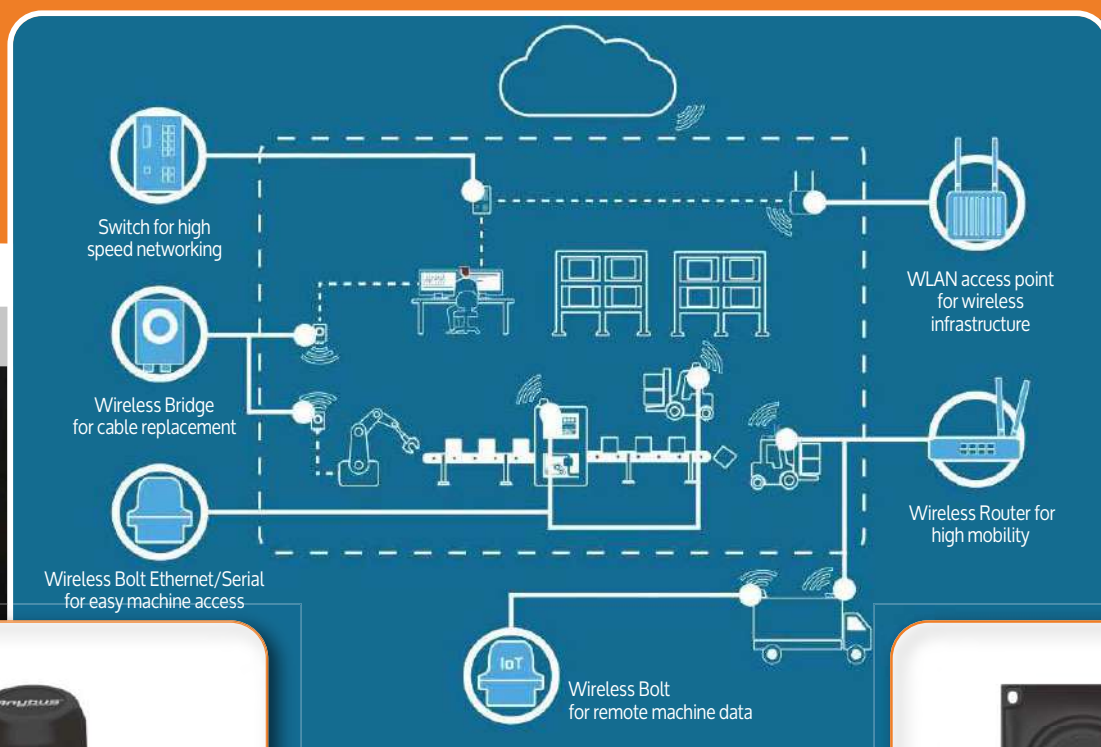 Switch for high
speed networking
WLAN access point
for wireless
infrastructure
Wireless Bridge
for cable replacement
Wireless Router for
high mobility
Wireless Bolt Ethernet/Serial
for easy machine access
IoT
Wireless Bolt
for remote machine data
Anybus